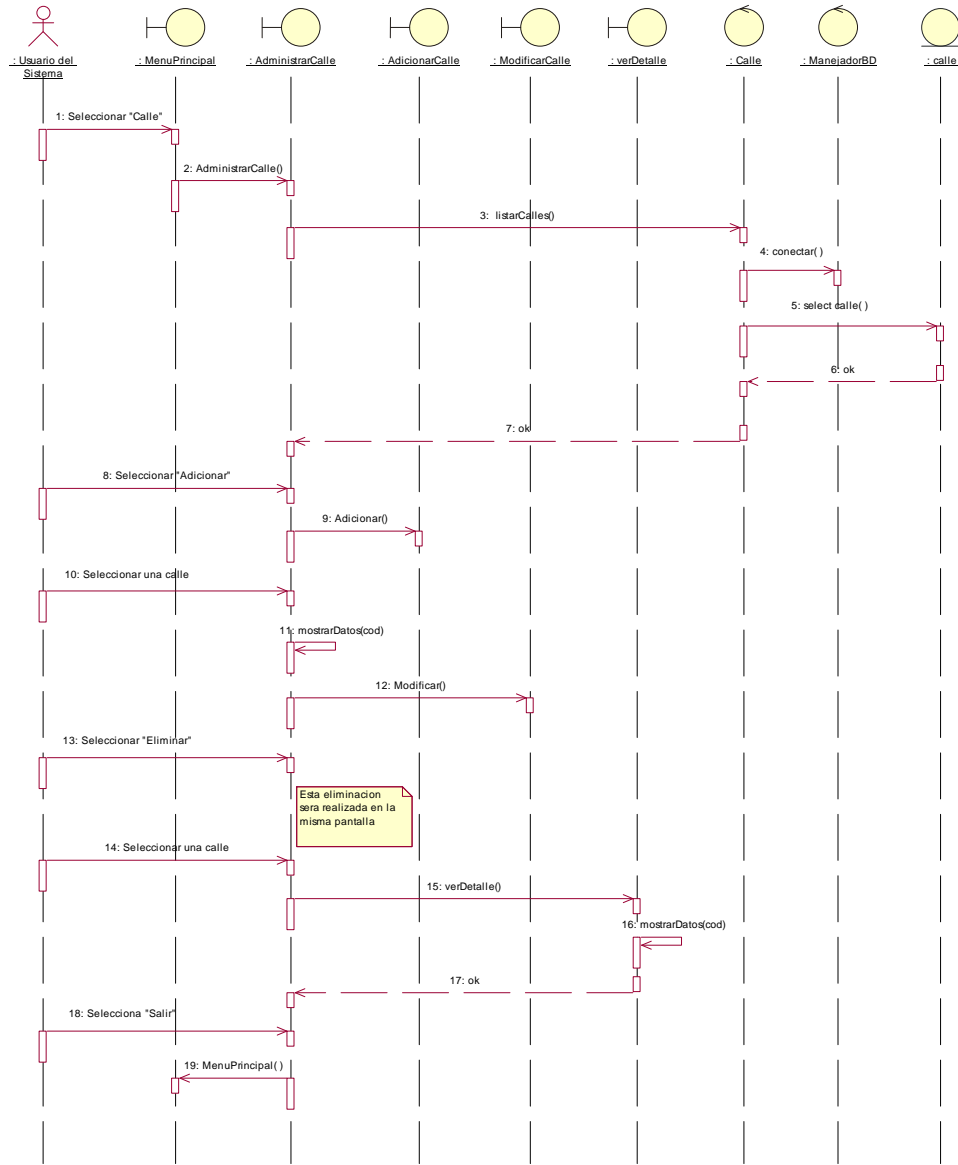 : Usuario del
Sistema
: MenuPrincipal
: AdministrarCalle
: AdicionarCalle
: ModificarCalle
: verDetalle
: Calle
: ManejadorBD
: calle
1: Seleccionar "Calle"
2: AdministrarCalle()
3: listarCalles()
4: conectar( )
5: select calle( )
6: ok
7: ok
8: Seleccionar "Adicionar"
9: Adicionar()
10: Seleccionar una calle
11: mostrarDatos(cod)
12: Modificar()
13: Seleccionar "Eliminar"
Esta eliminacion
sera realizada en la
misma pantalla
14: Seleccionar una calle
15: verDetalle()
16: mostrarDatos(cod)
17: ok
18: Selecciona "Salir"
19: MenuPrincipal( )